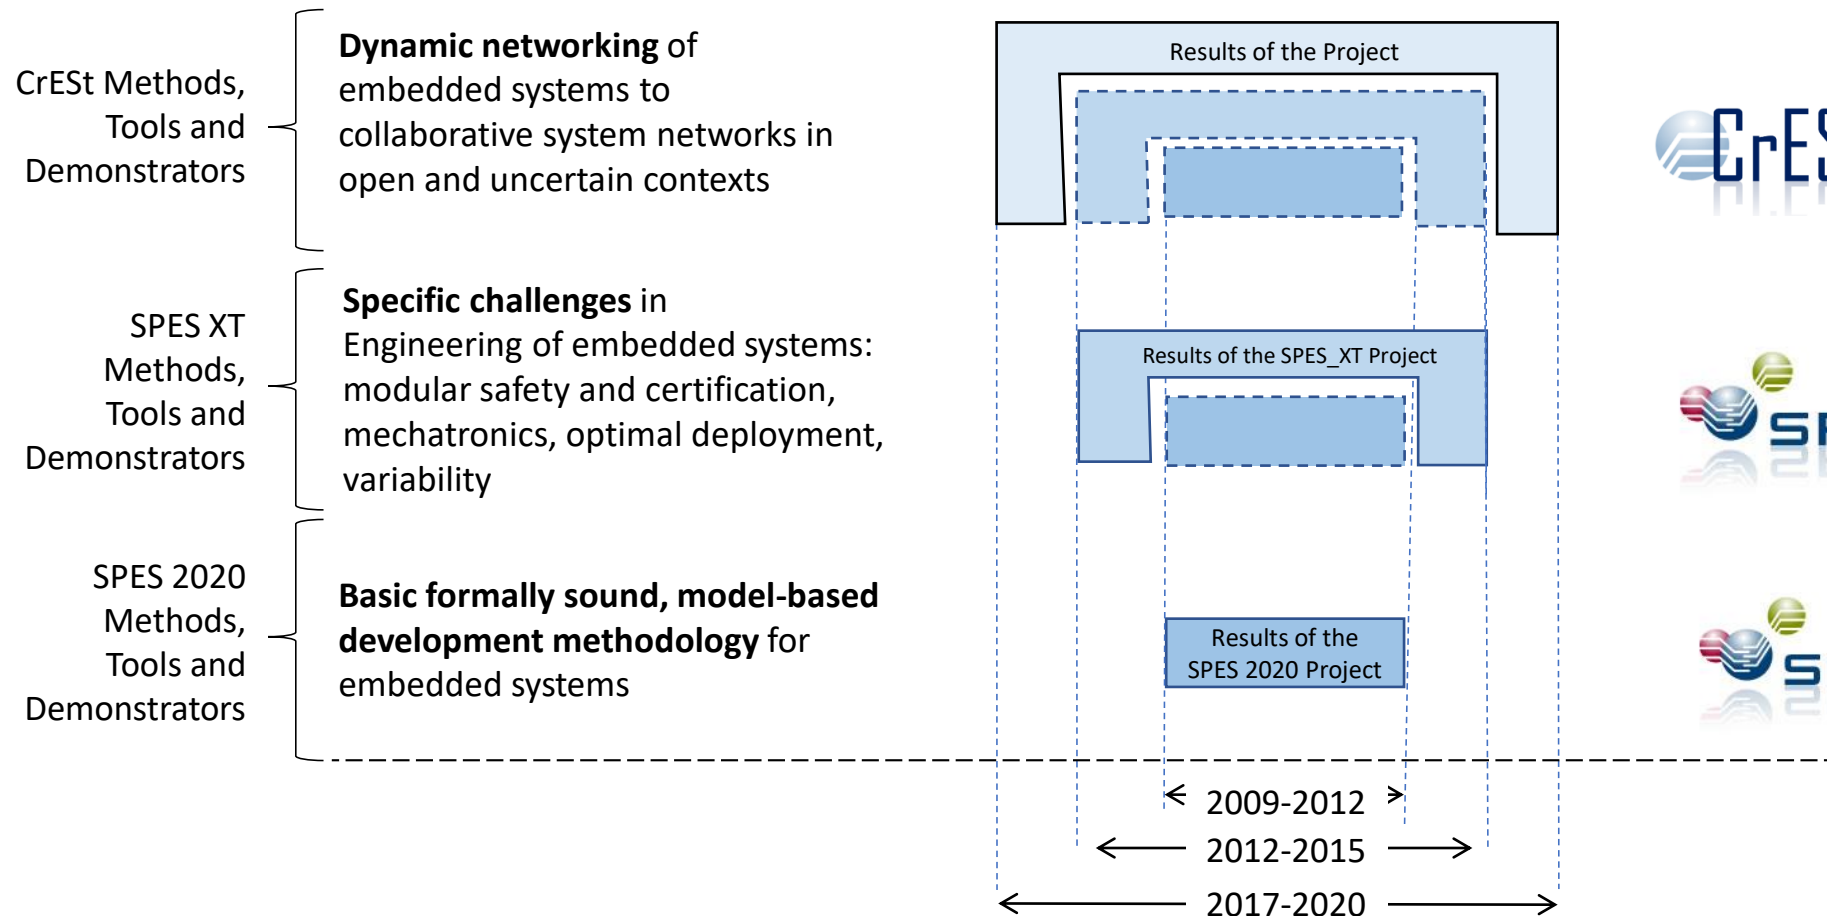 CrESt Methods,
Tools and
Demonstrators
Dynamic networking of
embedded systems to
collaborative system networks in
open and uncertain contexts
Results of the Project
CrES
SPES XT
Methods,
Tools and
Demonstrators
Specific challenges in
Engineering of embedded systems:
modular safety and certification,
mechatronics, optimal deployment,
variability
Results of the SPES_XT Project
SP
SPES 2020
Methods,
Tools and
Demonstrators
Basic formally sound, model-based
development methodology for
embedded systems
Results of the
SPES 2020 Project
S
2009-2012
2012-2015
2017-2020